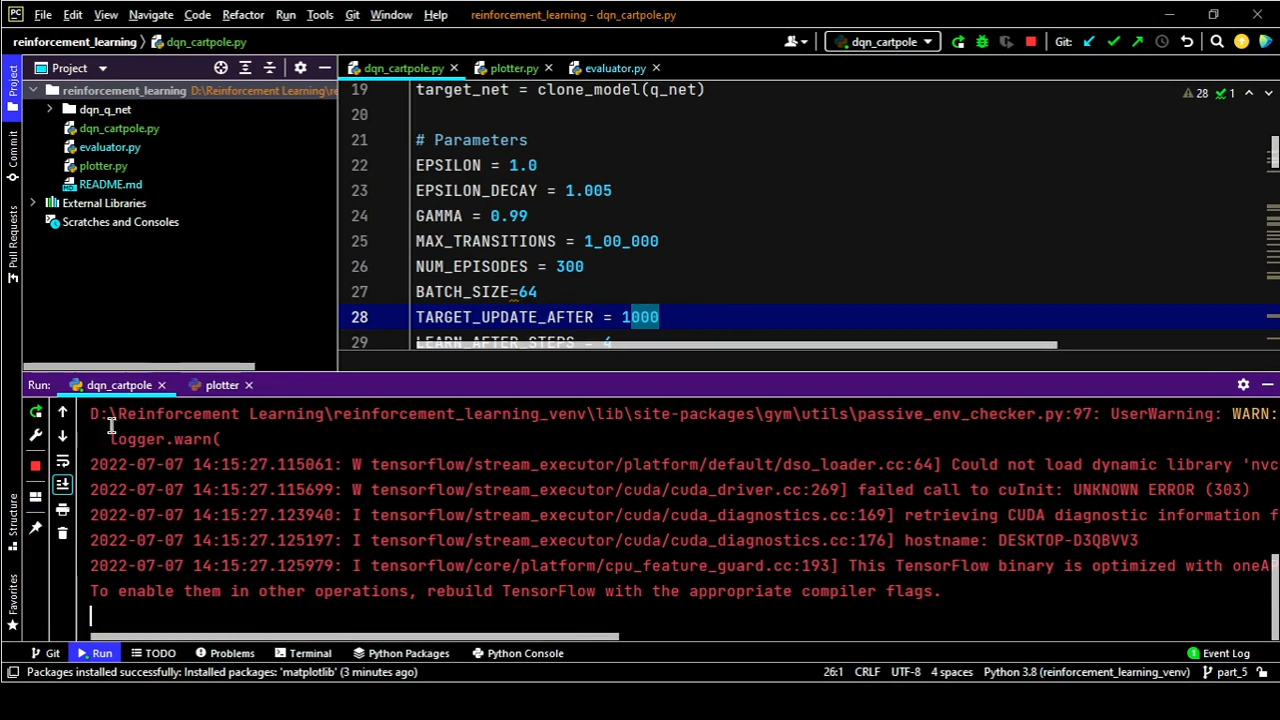 PC File Edit View Navigate Code Refactor Run Tools Git Window Help reinforcement_learning - dqn_cartpole.py
reinforcement_learning dqn_cartpole.py dqn_cartpole Git:
Project
dqn_cartpole.py plotter.py evaluator.py
reinforcement_learning D:\Reinforcement Learning\re
dqn_q_net
dqn_cartpole.py
evaluator.py
plotter.py
README.md
External Libraries
Scratches and Consoles
28 1
19 target_net = clone_model(q_net)
20
21 # Parameters
22 EPSILON = 1.0
23 EPSILON_DECAY = 1.005
24 GAMMA = 0.99
25 MAX_TRANSITIONS = 1_00_000
26 NUM_EPISODES = 300
27 BATCH_SIZE=64
28 TARGET_UPDATE_AFTER = 1000
29 LEARN_AFTER_STEPS = 4
Project
Commit
Pull Requests
Structure
Favorites
Run: dqn_cartpole plotter
D:\Reinforcement Learning\reinforcement_learning_venv\lib\site-packages\gym\utils\passive_env_checker.py:97: UserWarning: WARN:
logger.warn(
2022-07-07 14:15:27.115061: W tensorflow/stream_executor/platform/default/dso_loader.cc:64] Could not load dynamic library 'nvc
2022-07-07 14:15:27.115699: W tensorflow/stream_executor/cuda/cuda_driver.cc:269] failed call to cuInit: UNKNOWN ERROR (303)
2022-07-07 14:15:27.123940: I tensorflow/stream_executor/cuda/cuda_diagnostics.cc:169] retrieving CUDA diagnostic information f
2022-07-07 14:15:27.125197: I tensorflow/stream_executor/cuda/cuda_diagnostics.cc:176] hostname: DESKTOP-D3QBVV3
2022-07-07 14:15:27.125979: I tensorflow/core/platform/cpu_feature_guard.cc:193] This TensorFlow binary is optimized with oneAP
To enable them in other operations, rebuild TensorFlow with the appropriate compiler flags.
Git Run TODO Problems Terminal Python Packages Python Console 1 Event Log
Packages installed successfully: Installed packages: 'matplotlib' (3 minutes ago) 26:1 CRLF UTF-8 4 spaces Python 3.8 (reinforcement_learning_venv) part_5